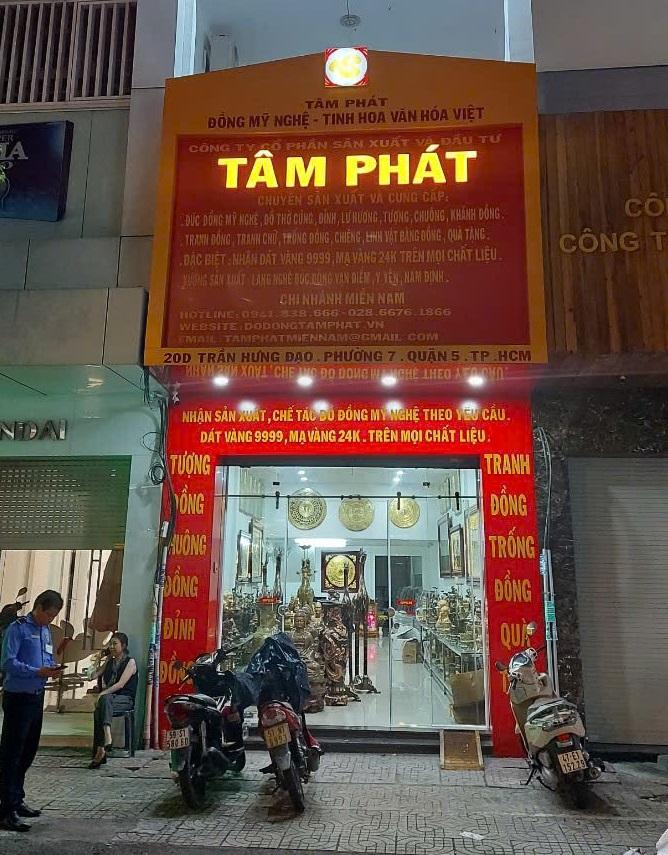 TÂM PHÁT
ĐỒNG MỸ NGHỆ - TINH HOA VĂN HÓA VIỆT
CÔNG TY CỔ PHẦN SẢN XUẤT VÀ ĐẦU TƯ
TÂM PHÁT
CHUYÊN SẢN XUẤT VÀ CUNG CẤP:
. ĐÚC ĐỒNG MỸ NGHỆ , ĐỒ THỜ CÚNG , ĐỈNH , LƯ HƯƠNG , TƯỢNG , CHUÔNG , KHÁNH ĐỒNG .
. TRANH ĐỒNG , TRANH CHỮ , TRỐNG ĐỒNG , CHIÊNG , LINH VẬT BẰNG ĐỒNG , QUÀ TẶNG .
. ĐẶC BIỆT : NHẬN DÁT VÀNG 9999, MẠ VÀNG 24K TRÊN MỌI CHẤT LIỆU .
XƯỞNG SẢN XUẤT : LÀNG NGHỀ ĐÚC ĐỒNG VẠN ĐIỂM , Ý YÊN , NAM ĐỊNH .
CHI NHÁNH MIỀN NAM
HOTLINE: 0941.838.666 - 028.6676.1866
WEBSITE : DODONGTAMPHAT.VN
EMAIL : TAMPHATMIENNAM@GMAIL.COM
20D TRẦN HƯNG ĐẠO . PHƯỜNG 7 . QUẬN 5 . TP . HCM
NHẬN SẢN XUẤT , CHẾ TÁC ĐỒ ĐỒNG MỸ NGHỆ THEO YÊU CẦU .
DÁT VÀNG 9999, MẠ VÀNG 24K . TRÊN MỌI CHẤT LIỆU .
TƯỢNG
ĐỒNG
CHUÔNG
ĐỒNG
ĐỈNH
ĐỒNG
TRANH
ĐỒNG
TRỐNG
ĐỒNG
QUÀ
CÔNG T
NDAI